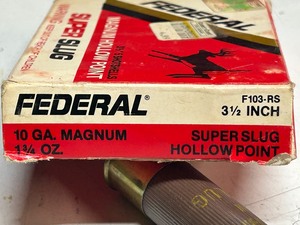 FEDERAL
SUPER SLUG
MAGNUM HOLLOW POINT
FEDERAL®
F103-RS
3½ INCH
10 GA. MAGNUM
1¾ OZ.
SUPER SLUG
HOLLOW POINT